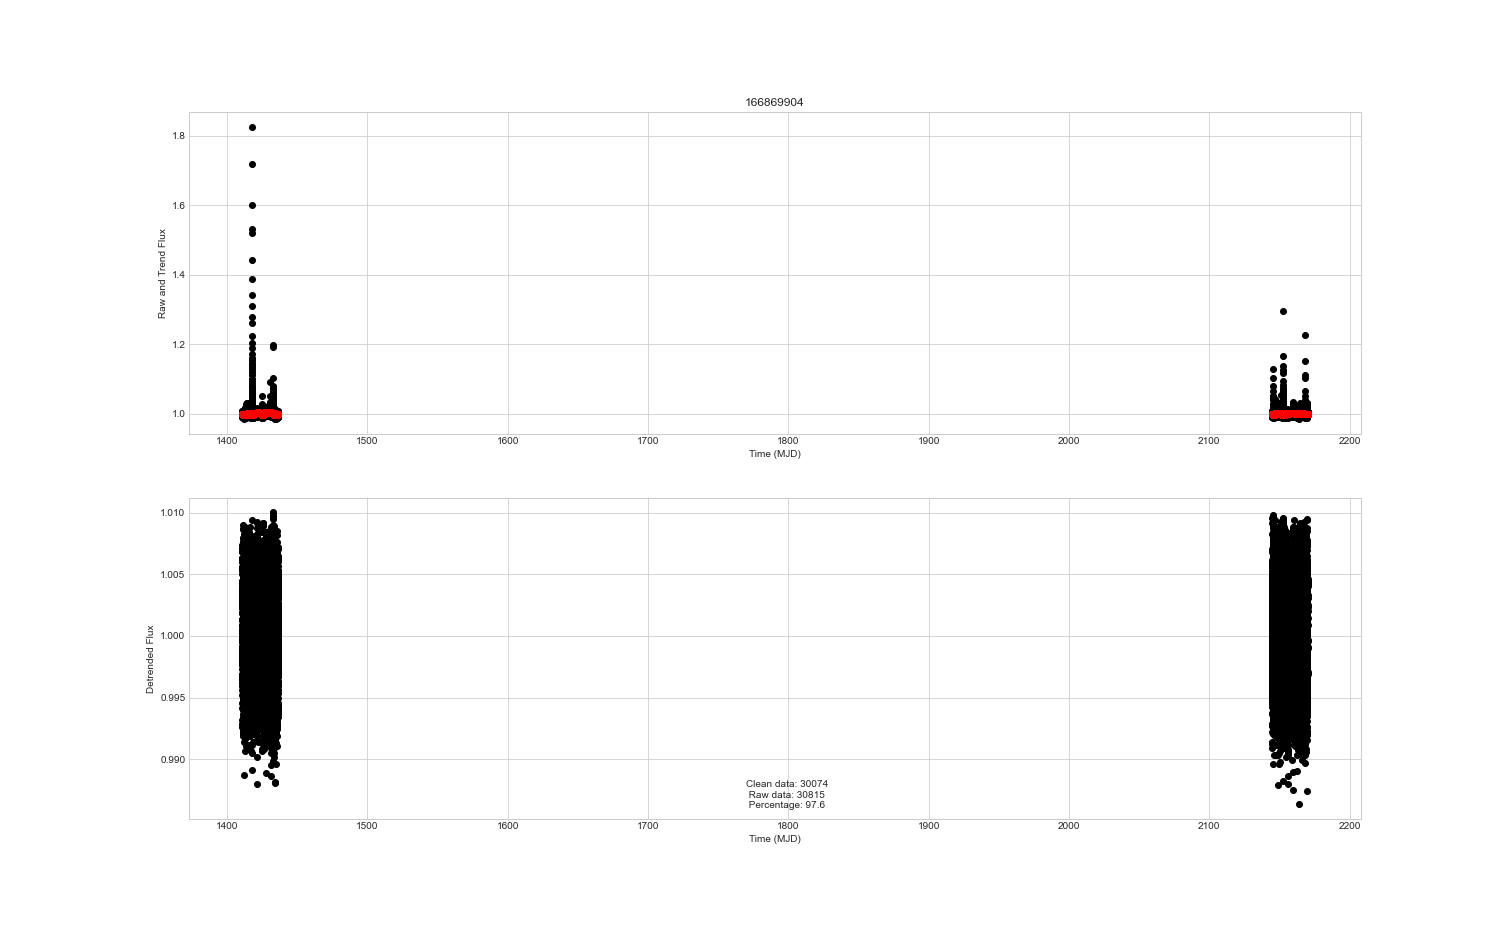 166869904
1.8
1.6
1.4
1.2
1.0
Raw and Trend Flux
1400 1500 1600 1700 1800 1900 2000 2100 2200
Time (MJD)
1.010
1.005
1.000
0.995
0.990
Detrended Flux
Clean data: 30074
Raw data: 30815
Percentage: 97.6
1400 1500 1600 1700 1800 1900 2000 2100 2200
Time (MJD)